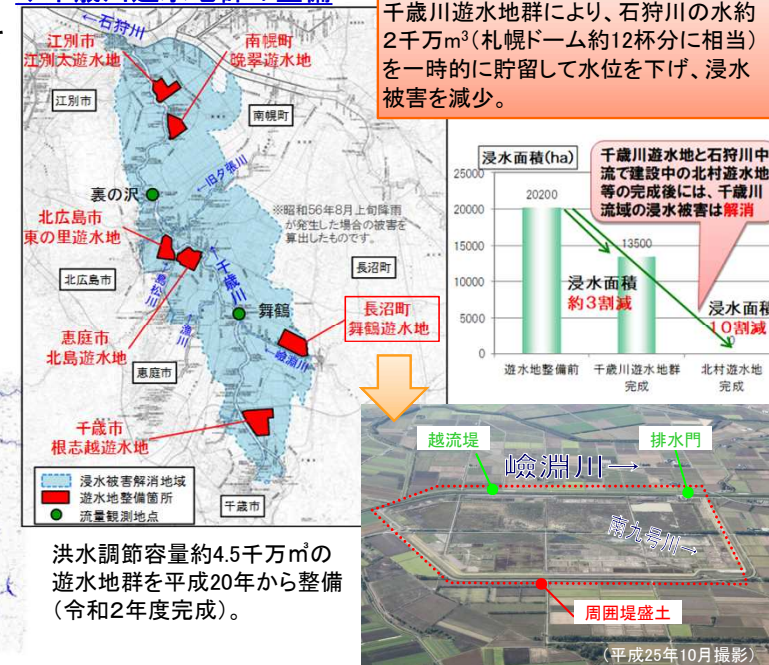 千歳川遊水地群により、石狩川の水約
2千万m³(札幌ドーム約12杯分に相当)
を一時的に貯留して水位を下げ、浸水
被害を減少。
←石狩川
江別市
江別太遊水地
南幌町
晩翠遊水地
江別市
南幌町
←旧夕張川
裏の沢
※昭和56年8月上旬降雨
が発生した場合の被害を
算出したものです。
北広島市
東の里遊水地
長沼町
←千歳川
北広島市
島松川
舞鶴
長沼町
舞鶴遊水地
←漁川
←嶮淵川
恵庭市
北島遊水地
恵庭市
千歳市
根志越遊水地
浸水被害解消地域
遊水地整備箇所
流量観測地点
千歳市
洪水調節容量約4.5千万㎥の
遊水地群を平成20年から整備
(令和2年度完成)。
浸水面積(ha)
千歳川遊水地と石狩川中
流で建設中の北村遊水地
等の完成後には、千歳川
流域の浸水被害は解消
25000
20000
15000
10000
5000
0
20200
13500
0
浸水面積
約3割減
浸水面積
10割減
遊水地整備前
千歳川遊水地群
完成
北村遊水地
完成
越流堤
排水門
嶮淵川→
南九号川→
周囲堤盛土
(平成25年10月撮影)